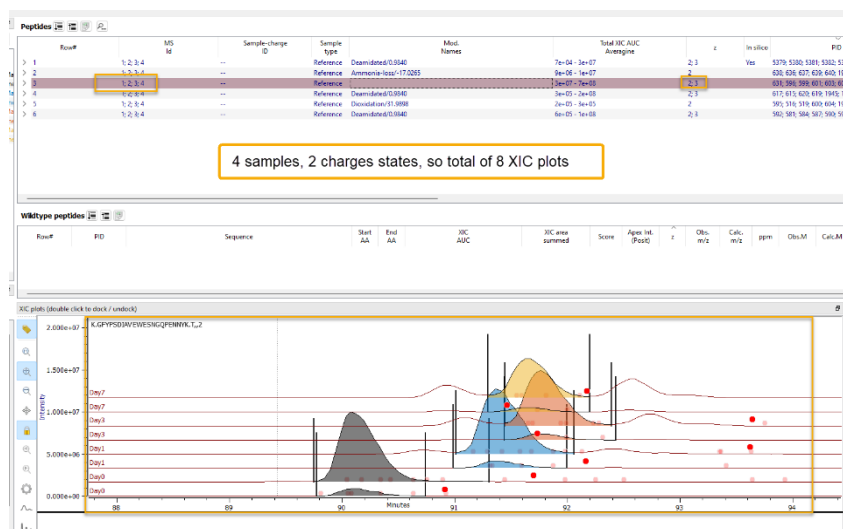 Peptides
Row# MS Id Sample-charge ID Sample type Mod. Names Total XIC AUC Averagine z In silico PID
> 1 1; 2; 3; 4 -- Reference Deamidated/0.9840 7e+04 - 3e+07 2; 3 Yes
> 2 1; 2; 3; 4 -- Reference Ammonia-loss/-17.0265 9e+06 - 1e+07 2
> 3 1; 2; 3; 4 -- Reference 3e+07 - 7e+08 2; 3
> 4 1; 2; 3; 4 -- Reference Deamidated/0.9840 3e+05 - 2e+08 2; 3
> 5 1; 2; 3; 4 -- Reference Dioxidation/31.9898 2e+05 - 3e+05 2
> 6 1; 2; 3; 4 -- Reference Deamidated/0.9840 6e+05 - 1e+08 2; 3
4 samples, 2 charges states, so total of 8 XIC plots
Wildtype peptides
Row# PID Sequence Start AA End AA XIC AUC XIC area summed Score Apex Int. (Posit) z Obs. m/z Calc. m/z ppm Obs.M Calc.M
XIC plots (double click to dock / undock)
K.GFYPSDIAVEWESNGQPENNYK.T,,2
2.000e+07
1.500e+07
Day7
1.000e+07
Day7
Day3
Day3
5.000e+06
Day1
Day1
Day0
0.000e+00
Day0
Intensity
88 89 90 91 92 93 94
Minutes